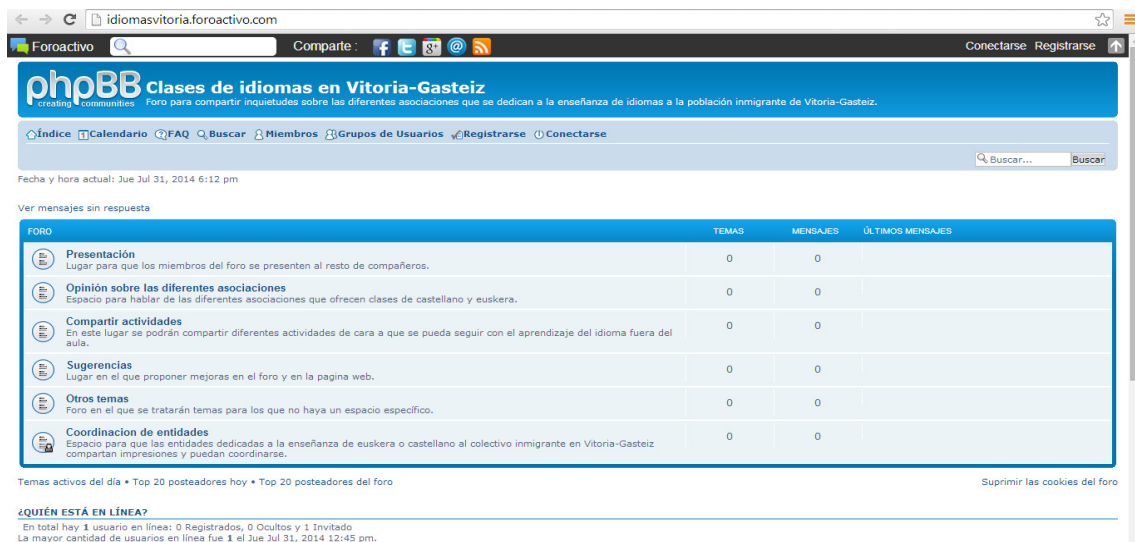 idiomasvitoria.foroactivo.com
Foroactivo Comparte : Conectarse Registrarse
phpBB
creating communities
Clases de idiomas en Vitoria-Gasteiz
Foro para compartir inquietudes sobre las diferentes asociaciones que se dedican a la enseñanza de idiomas a la población inmigrante de Vitoria-Gasteiz.
Índice Calendario FAQ Buscar Miembros Grupos de Usuarios Registrarse Conectarse
Buscar... Buscar
Fecha y hora actual: Jue Jul 31, 2014 6:12 pm
Ver mensajes sin respuesta
FORO TEMAS MENSAJES ÚLTIMOS MENSAJES
Presentación
Lugar para que los miembros del foro se presenten al resto de compañeros.
0 0
Opinión sobre las diferentes asociaciones
Espacio para hablar de las diferentes asociaciones que ofrecen clases de castellano y euskera.
0 0
Compartir actividades
En este lugar se podrán compartir diferentes actividades de cara a que se pueda seguir con el aprendizaje del idioma fuera del
aula.
0 0
Sugerencias
Lugar en el que proponer mejoras en el foro y en la pagina web.
0 0
Otros temas
Foro en el que se tratarán temas para los que no haya un espacio específico.
0 0
Coordinacion de entidades
Espacio para que las entidades dedicadas a la enseñanza de euskera o castellano al colectivo inmigrante en Vitoria-Gasteiz
compartan impresiones y puedan coordinarse.
0 0
Temas activos del día • Top 20 posteadores hoy • Top 20 posteadores del foro Suprimir las cookies del foro
¿QUIÉN ESTÁ EN LÍNEA?
En total hay 1 usuario en línea: 0 Registrados, 0 Ocultos y 1 Invitado
La mayor cantidad de usuarios en línea fue 1 el Jue Jul 31, 2014 12:45 pm.